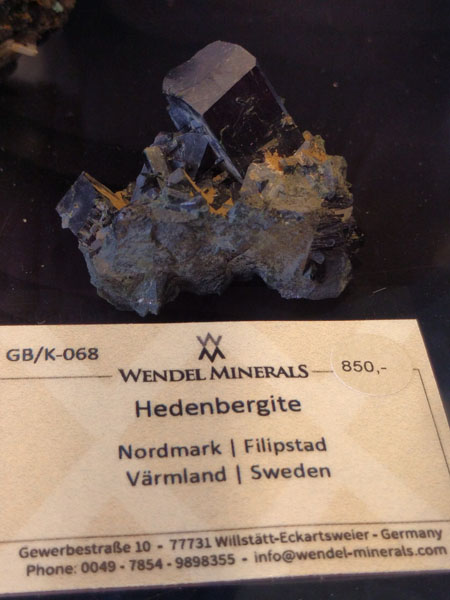 GB/K-068
WENDEL MINERALS
850,-
Hedenbergite
Nordmark | Filipstad
Värmland | Sweden
Gewerbestraße 10 - 77731 Willstätt-Eckartsweier - Germany
Phone: 0049 - 7854 - 9898355 - info@wendel-minerals.com